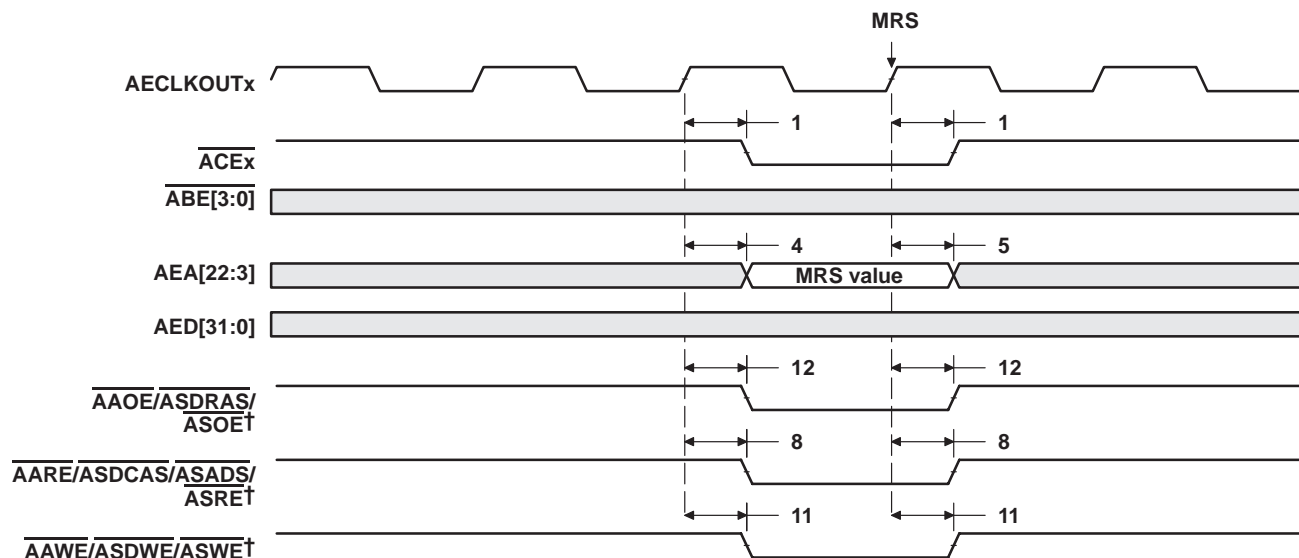 MRS
AECLKOUTx
1 1
ACEx
ABE[3:0]
4 5
AEA[22:3] MRS value
AED[31:0]
12 12
AAOE/ASDRAS/
ASOE†
8 8
AARE/ASDCAS/ASADS/
ASRE†
11 11
AAWE/ASDWE/ASWE†